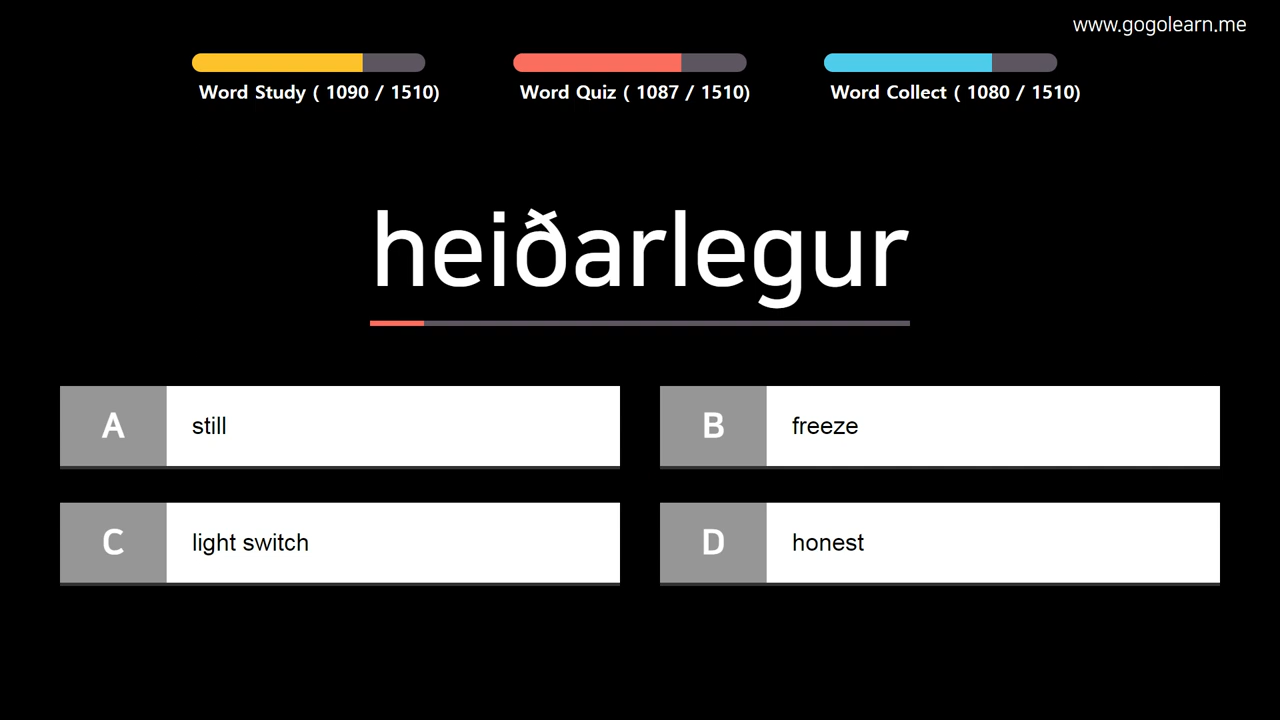 www.gogolearn.me
Word Study ( 1090 / 1510)
Word Quiz ( 1087 / 1510)
Word Collect ( 1080 / 1510)
heiðarlegur
A still
B freeze
C light switch
D honest